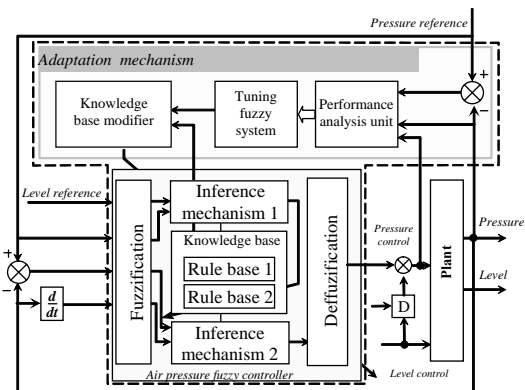 Pressure reference
Adaptation mechanism
+
−
Knowledge
base modifier
Tuning
fuzzy
system
Performance
analysis unit
Level reference
Fuzzification
Inference
mechanism 1
Knowledge base
Rule base 1
Rule base 2
Inference
mechanism 2
Deffuzification
Air pressure fuzzy controller
+
−
d
dt
Pressure
control
D
Plant
Pressure
Level
Level control